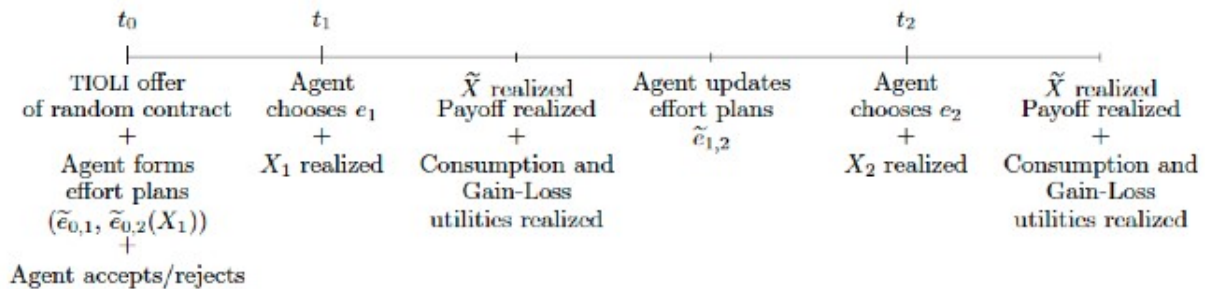 t₀ t₁ t₂
TIOLI offer
of random contract
+
Agent forms
effort plans
(ẽ₀,₁, ẽ₀,₂(X₁))
+
Agent accepts/rejects
Agent
chooses e₁
+
X₁ realized
X̃ realized
Payoff realized
+
Consumption and
Gain-Loss
utilities realized
Agent updates
effort plans
ẽ₁,₂
Agent
chooses e₂
+
X₂ realized
X̃ realized
Payoff realized
+
Consumption and
Gain-Loss
utilities realized